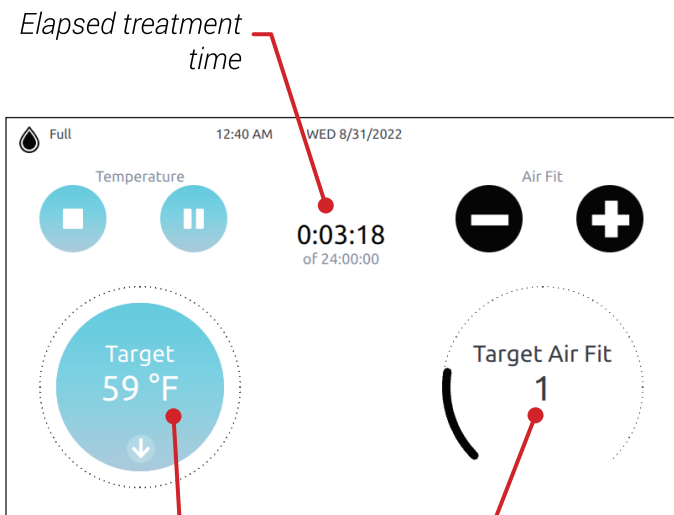 Elapsed treatment
time
Full
12:40 AM
WED 8/31/2022
Temperature
Air Fit
0:03:18
of 24:00:00
Target
59 °F
Target Air Fit
1